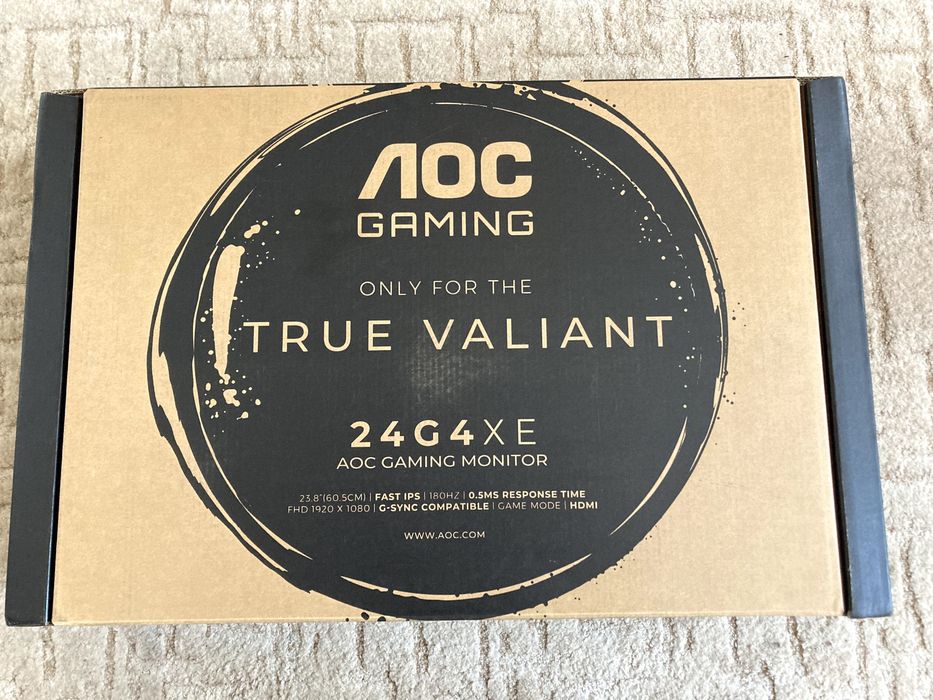 AOC
GAMING
ONLY FOR THE
TRUE VALIANT
24G4XE
AOC GAMING MONITOR
23.8"(60.5CM) | FAST IPS | 180HZ | 0.5MS RESPONSE TIME
FHD 1920 X 1080 | G-SYNC COMPATIBLE | GAME MODE | HDMI
WWW.AOC.COM